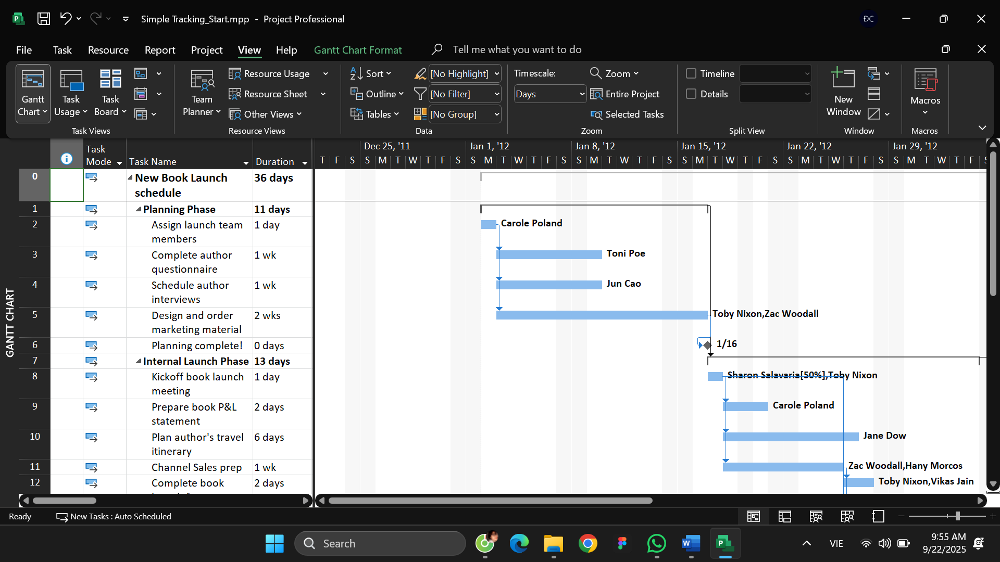 Simple Tracking_Start.mpp - Project Professional
ĐC
File Task Resource Report Project View Help Gantt Chart Format Tell me what you want to do
Gantt Chart
Task Usage
Task Board
Task Views
Team Planner
Resource Usage
Resource Sheet
Other Views
Resource Views
Sort
Outline
Tables
[No Highlight]
[No Filter]
[No Group]
Data
Timescale:
Days
Zoom
Entire Project
Selected Tasks
Zoom
Timeline
Details
Split View
New Window
Window
Macros
Macros
Task Mode Task Name Duration
Dec 25, '11 Jan 1, '12 Jan 8, '12 Jan 15, '12 Jan 22, '12 Jan 29, '12
T F S S M T W T F S S M T W T F S S M T W T F S S M T W T F S S M T W T F S S M T W T F S
GANTT CHART
0 New Book Launch schedule 36 days
1 Planning Phase 11 days
2 Assign launch team members 1 day Carole Poland
3 Complete author questionnaire 1 wk Toni Poe
4 Schedule author interviews 1 wk Jun Cao
5 Design and order marketing material 2 wks Toby Nixon,Zac Woodall
6 Planning complete! 0 days 1/16
7 Internal Launch Phase 13 days
8 Kickoff book launch meeting 1 day Sharon Salavaria[50%],Toby Nixon
9 Prepare book P&L statement 2 days Carole Poland
10 Plan author's travel itinerary 6 days Jane Dow
11 Channel Sales prep 1 wk Zac Woodall,Hany Morcos
12 Complete book 2 days Toby Nixon,Vikas Jain
Ready New Tasks : Auto Scheduled
Search
VIE
9:55 AM
9/22/2025